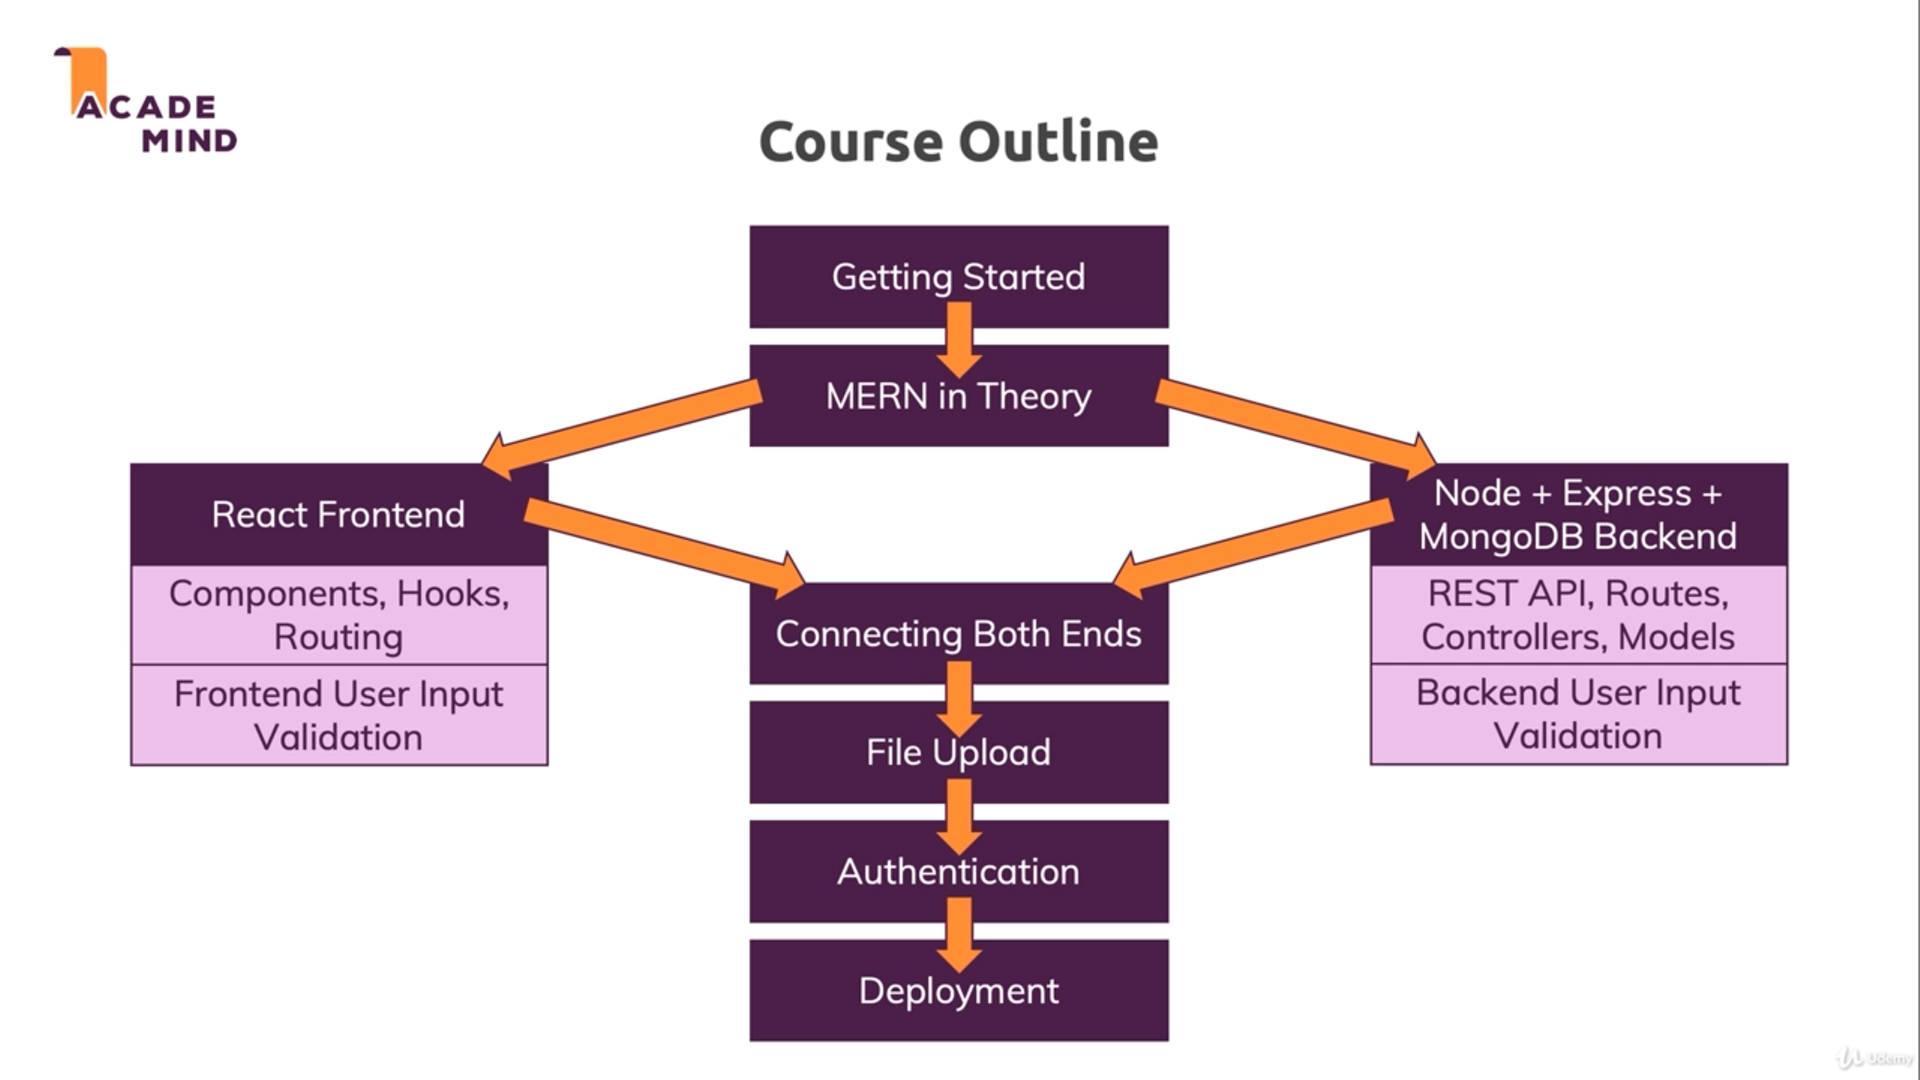 ACADE
MIND
Course Outline
Getting Started
MERN in Theory
React Frontend
Components, Hooks,
Routing
Frontend User Input
Validation
Node + Express +
MongoDB Backend
REST API, Routes,
Controllers, Models
Backend User Input
Validation
Connecting Both Ends
File Upload
Authentication
Deployment
Udemy